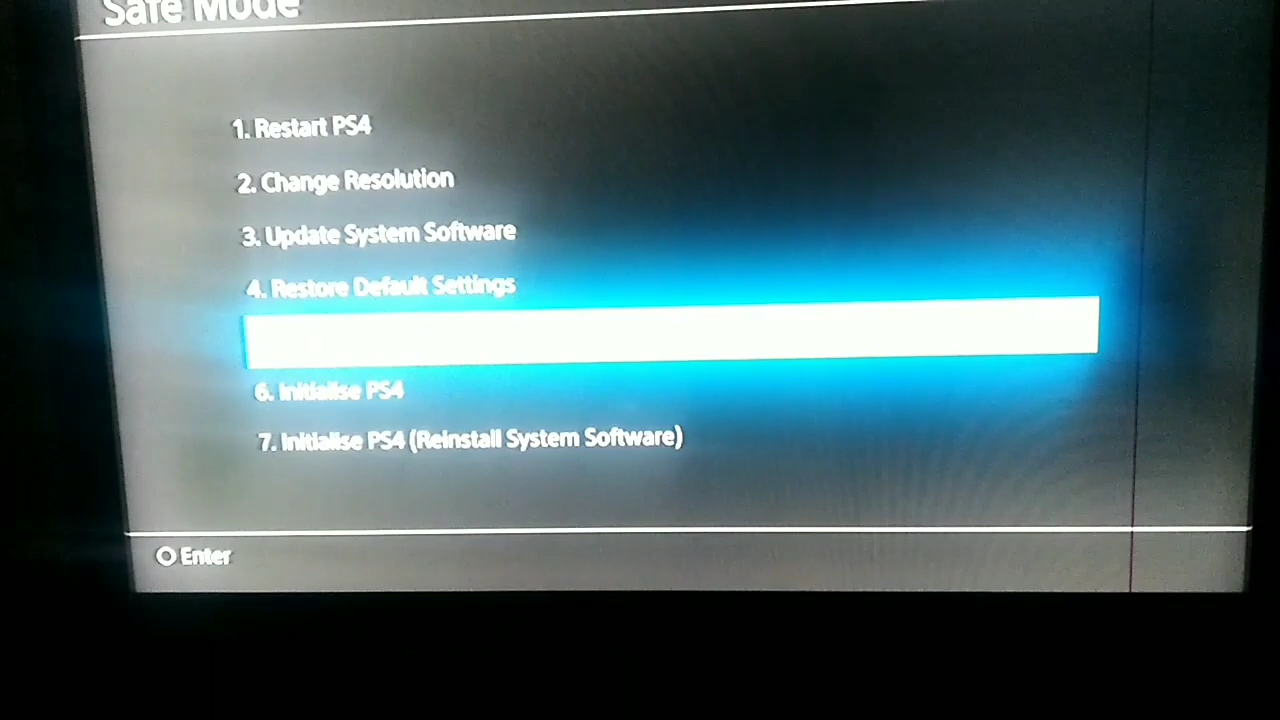 Safe Mode
1. Restart PS4
2. Change Resolution
3. Update System Software
4. Restore Default Settings
6. Initialise PS4
7. Initialise PS4 (Reinstall System Software)
Enter